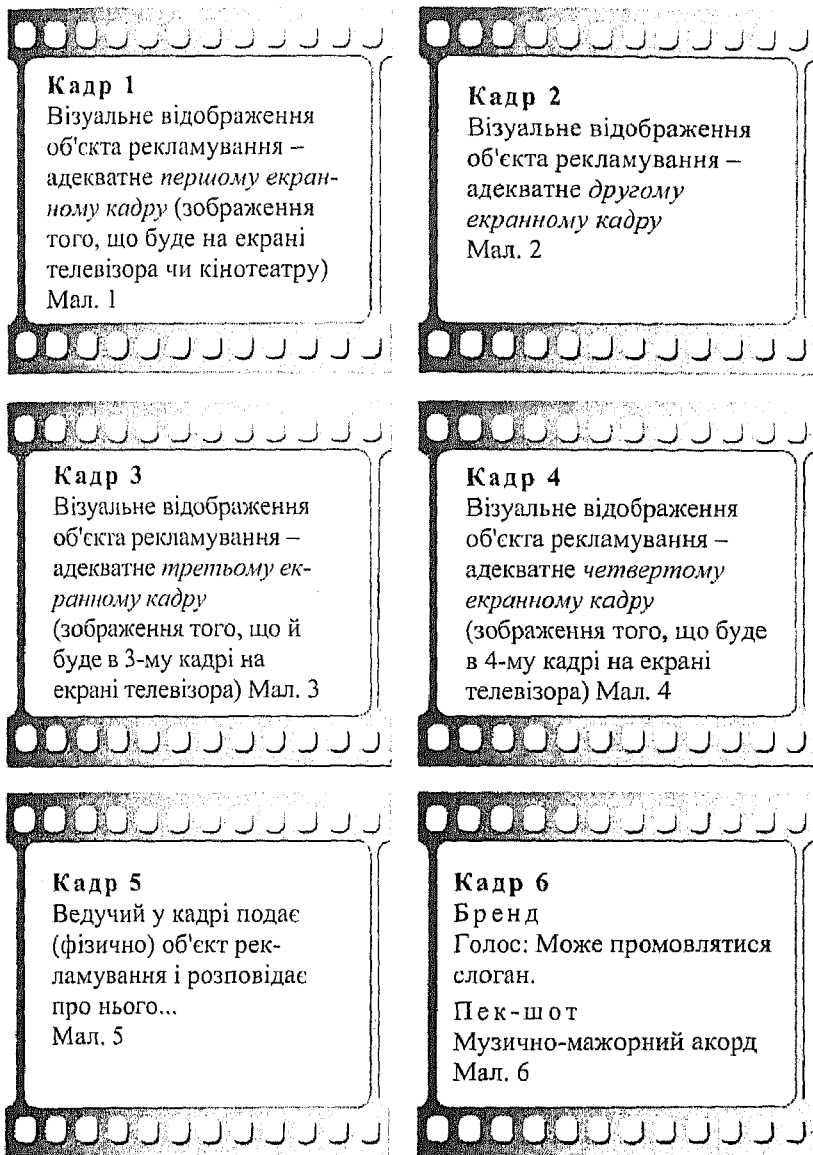 Кадр 1
Візуальне відображення
об'єкта рекламування –
адекватне першому екран-
ному кадру (зображення
того, що буде на екрані
телевізора чи кінотеатру)
Мал. 1
Кадр 2
Візуальне відображення
об'єкта рекламування –
адекватне другому
екранному кадру
Мал. 2
Кадр 3
Візуальне відображення
об'єкта рекламування –
адекватне третьому ек-
ранному кадру
(зображення того, що й
буде в 3-му кадрі на
екрані телевізора) Мал. 3
Кадр 4
Візуальне відображення
об'єкта рекламування –
адекватне четвертому
екранному кадру
(зображення того, що буде
в 4-му кадрі на екрані
телевізора) Мал. 4
Кадр 5
Ведучий у кадрі подає
(фізично) об'єкт рек-
ламування і розповідає
про нього...
Мал. 5
Кадр 6
Бренд
Голос: Може промовлятися
слоган.
Пек-шот
Музично-мажорний акорд
Мал. 6